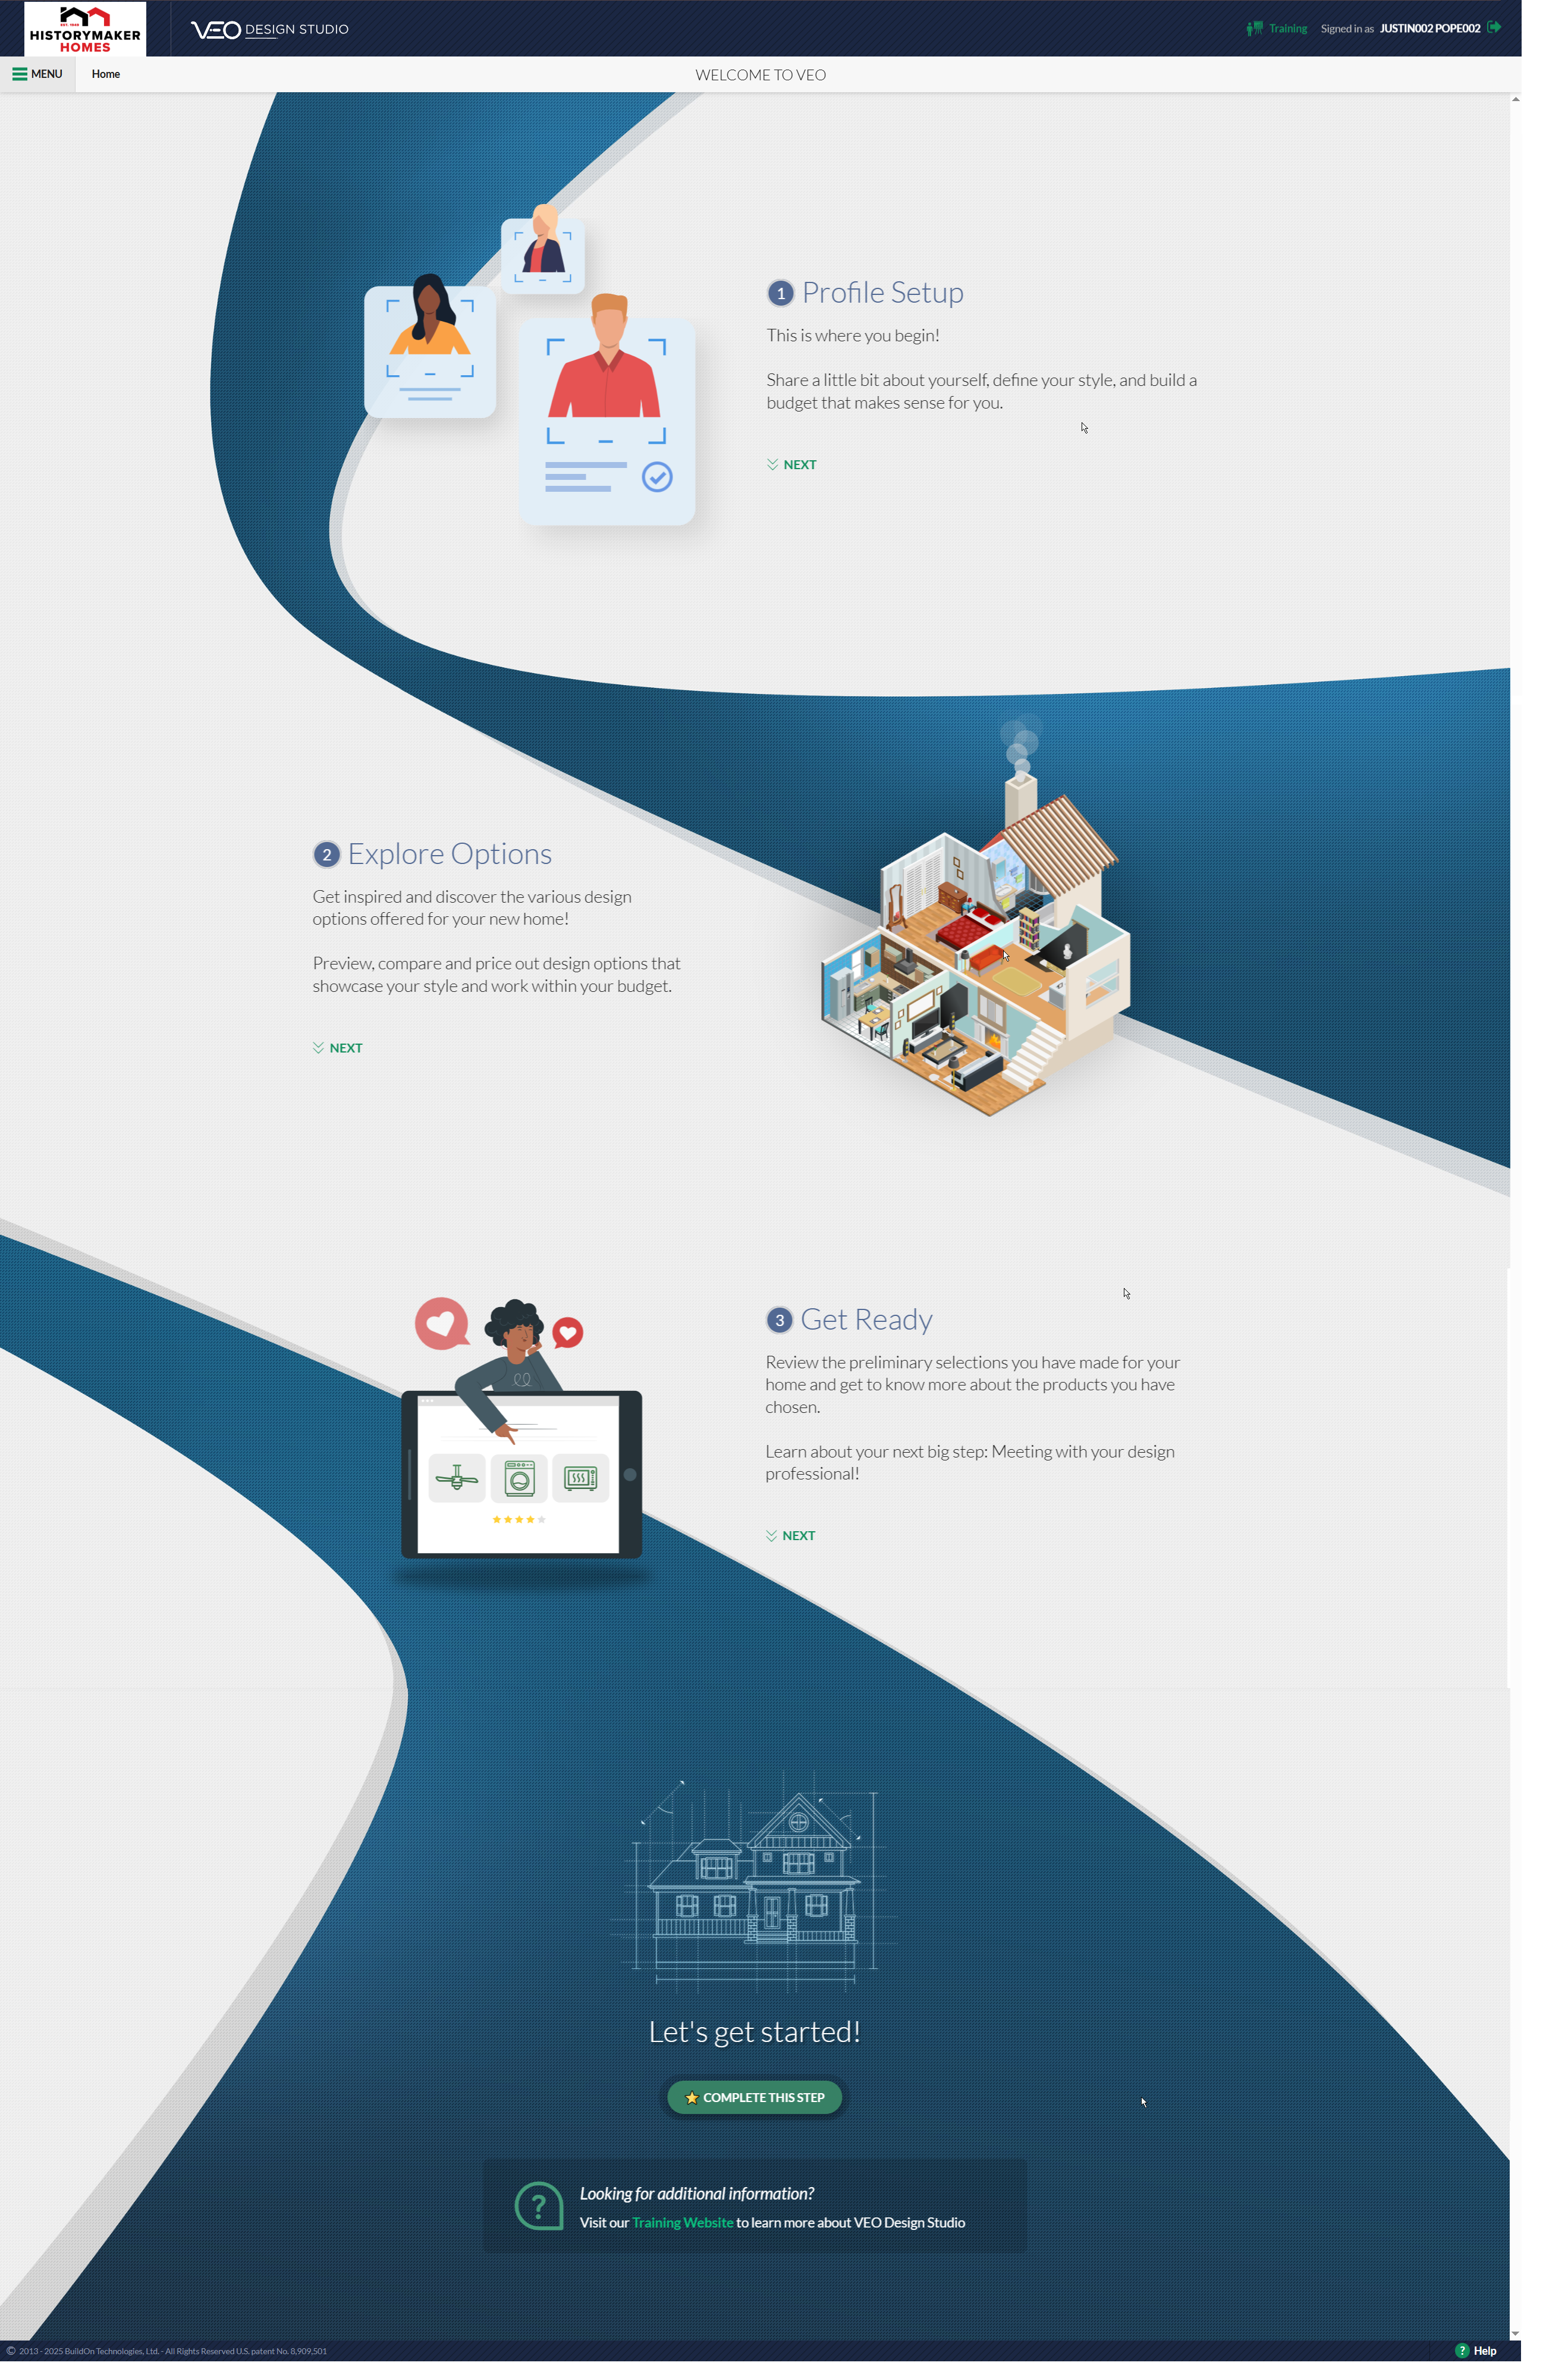 EST. 1949
HISTORYMAKER
HOMES
VEO DESIGN STUDIO
Training
Signed in as JUSTIN002 POPE002
MENU
Home
WELCOME TO VEO
1 Profile Setup
This is where you begin!
Share a little bit about yourself, define your style, and build a
budget that makes sense for you.
NEXT
2 Explore Options
Get inspired and discover the various design
options offered for your new home!
Preview, compare and price out design options that
showcase your style and work within your budget.
NEXT
3 Get Ready
Review the preliminary selections you have made for your
home and get to know more about the products you have
chosen.
Learn about your next big step: Meeting with your design
professional!
NEXT
Let's get started!
COMPLETE THIS STEP
?
Looking for additional information?
Visit our Training Website to learn more about VEO Design Studio
© 2013 - 2025 BuildOn Technologies, Ltd. - All Rights Reserved U.S. patent No. 8,909,501
? Help